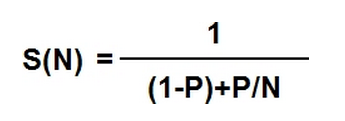 S(N) = 1
(1-P)+P/N